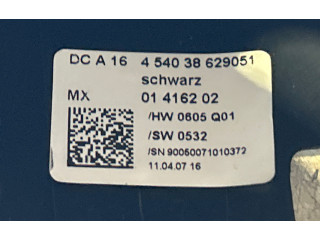 DC A 16 4 540 38 629051
schwarz
MX 01 4162 02
/HW 0605 Q01
/SW 0532
/SN 90050071010372
11.04.07 16